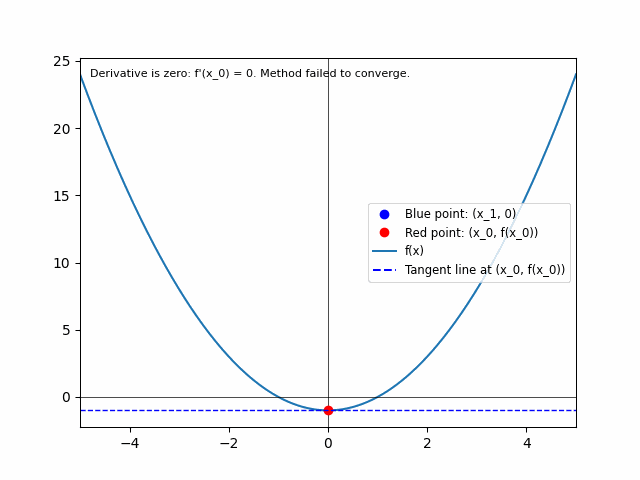 Derivative is zero: f'(x_0) = 0. Method failed to converge.
25
20
15
10
5
0
Blue point: (x_1, 0)
Red point: (x_0, f(x_0))
f(x)
Tangent line at (x_0, f(x_0))
−4 −2 0 2 4